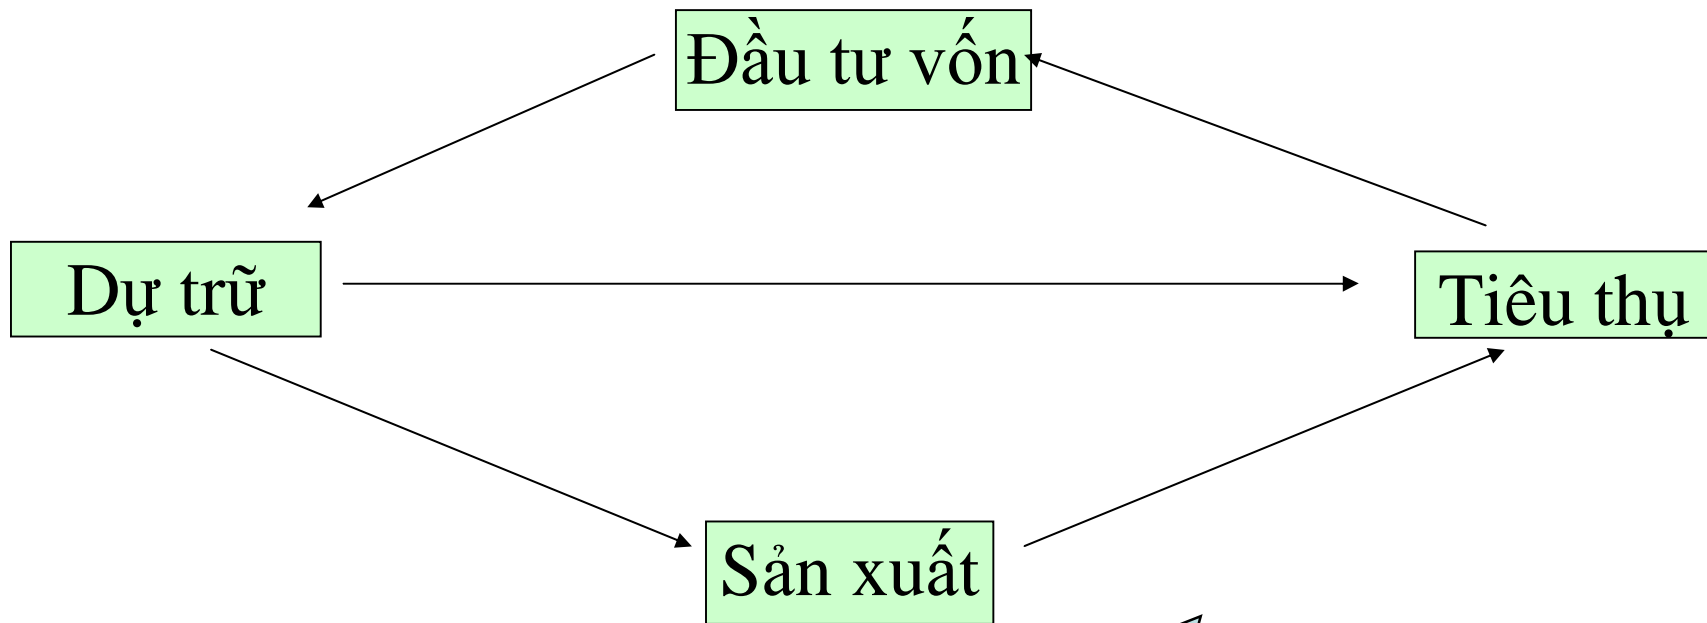 Đầu tư vốn
Dự trữ
Tiêu thụ
Sản xuất